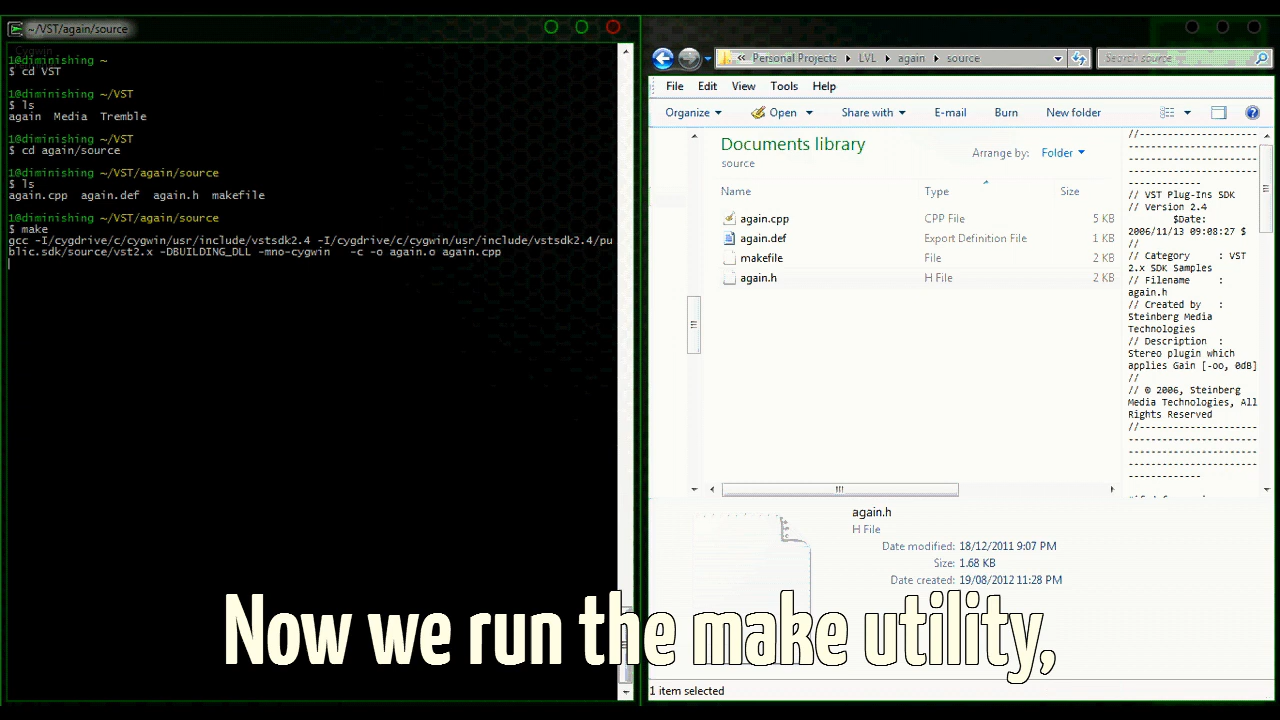 ~/VST/again/source
Cygwin
1@diminishing ~
$ cd VST
1@diminishing ~/VST
$ ls
again  Media  Tremble
1@diminishing ~/VST
$ cd again/source
1@diminishing ~/VST/again/source
$ ls
again.cpp  again.def  again.h  makefile
1@diminishing ~/VST/again/source
$ make
gcc -I/cygdrive/c/cygwin/usr/include/vstsdk2.4 -I/cygdrive/c/cygwin/usr/include/vstsdk2.4/pu
blic.sdk/source/vst2.x -DBUILDING_DLL -mno-cygwin   -c -o again.o again.cpp
« Personal Projects LVL again source
Search source
File Edit View Tools Help
Organize Open Share with E-mail Burn New folder
Documents library
source
Arrange by: Folder
Name Type Size
again.cpp CPP File 5 KB
again.def Export Definition File 1 KB
makefile File 2 KB
again.h H File 2 KB
//----------------------
----------------------
----------------------
----------------------
------------
// VST Plug-Ins SDK
// Version 2.4
$Date:
2006/11/13 09:08:27 $
//
// Category : VST
2.x SDK Samples
// Filename :
again.h
// Created by :
Steinberg Media
Technologies
// Description :
Stereo plugin which
applies Gain [-oo, 0dB]
//
// © 2006, Steinberg
Media Technologies, All
Rights Reserved
//----------------------
----------------------
----------------------
----------------------
------------
again.h
H File
Date modified: 18/12/2011 9:07 PM
Size: 1.68 KB
Date created: 19/08/2012 11:28 PM
Now we run the make utility,
1 item selected